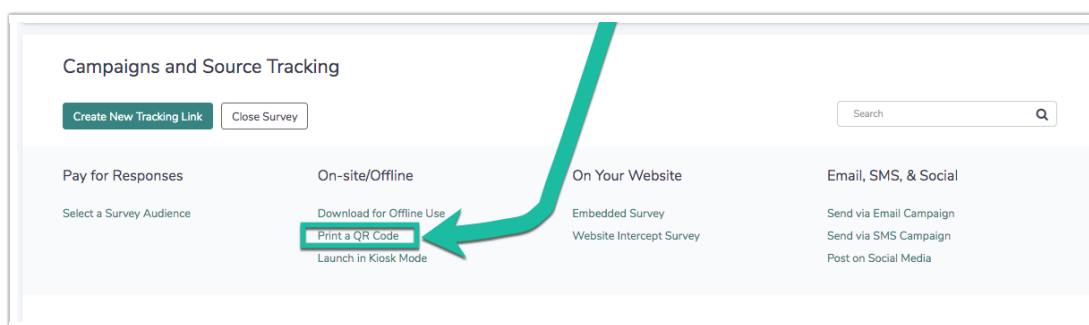 Campaigns and Source Tracking
Create New Tracking Link
Close Survey
Search
Pay for Responses
Select a Survey Audience
On-site/Offline
Download for Offline Use
Print a QR Code
Launch in Kiosk Mode
On Your Website
Embedded Survey
Website Intercept Survey
Email, SMS, & Social
Send via Email Campaign
Send via SMS Campaign
Post on Social Media